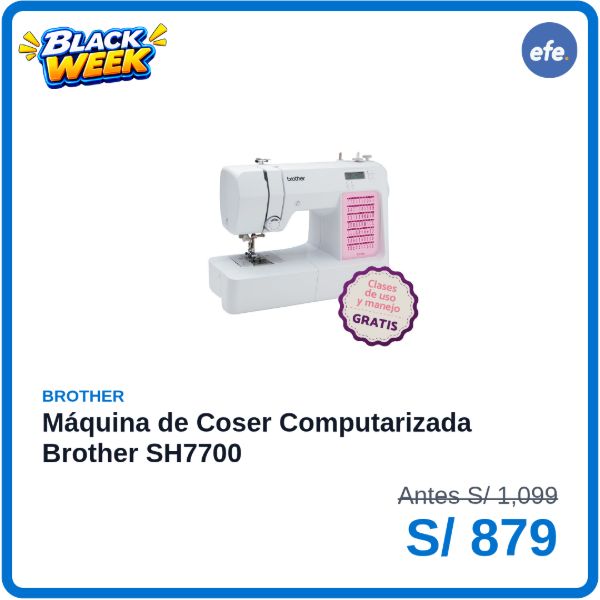 BLACK
WEEK
efe.
brother
Clases
de uso
y manejo
GRATIS
BROTHER
Máquina de Coser Computarizada
Brother SH7700
Antes S/ 1,099
S/ 879